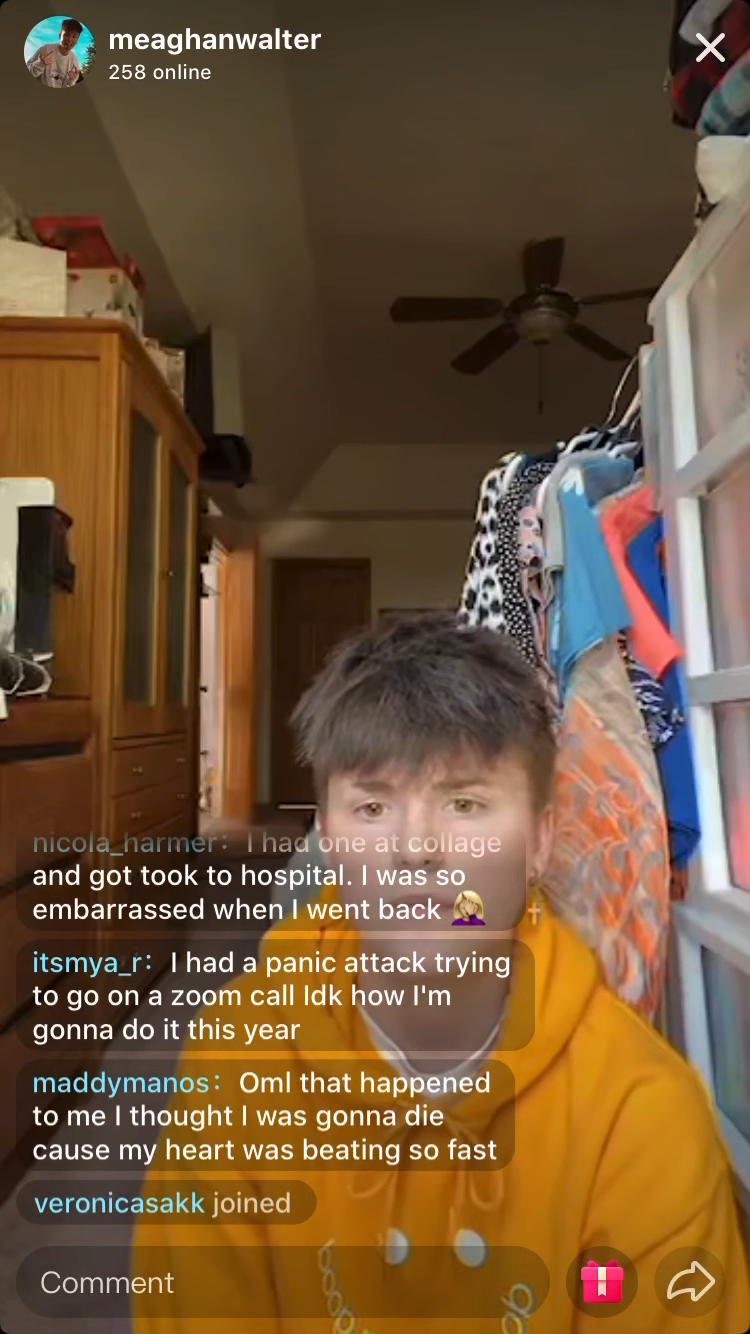 meaghanwalter
258 online
nicola_harmer: I had one at collage
and got took to hospital. I was so
embarrassed when I went back 🤦🏼‍♀️
itsmya_r: I had a panic attack trying
to go on a zoom call Idk how I'm
gonna do it this year
maddymanos: Oml that happened
to me I thought I was gonna die
cause my heart was beating so fast
veronicasakk joined
Comment